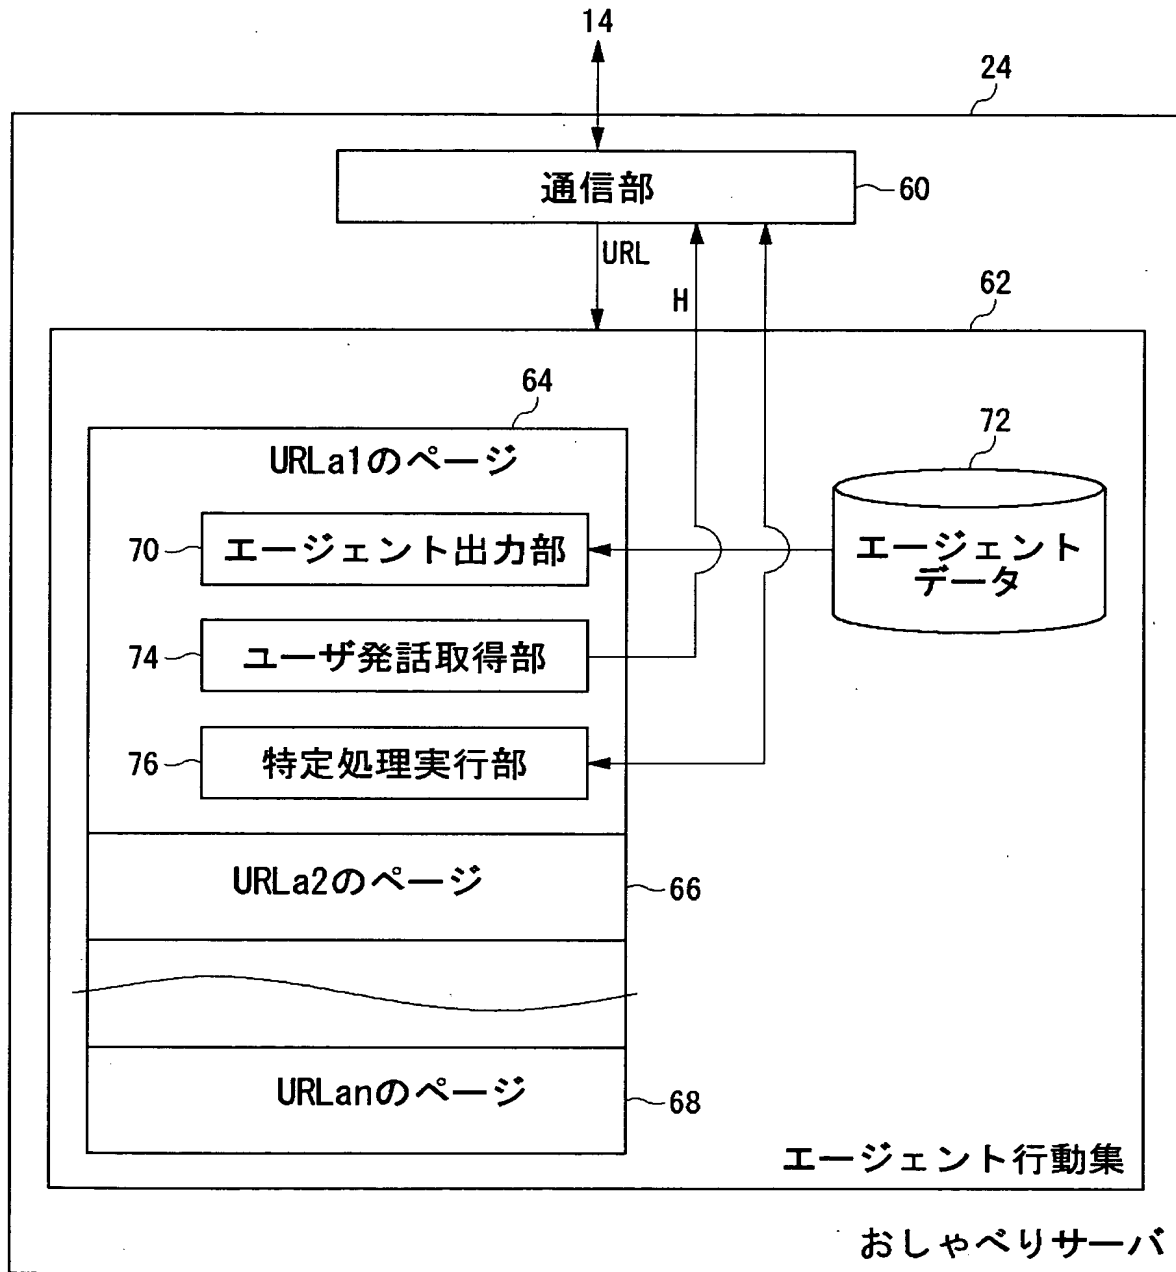 14
24
通信部
60
URL
H
62
64
URLa1のページ
72
70
エージェント出力部
エージェント
データ
74
ユーザ発話取得部
76
特定処理実行部
URLa2のページ
66
URLanのページ
68
エージェント行動集
おしゃべりサーバ